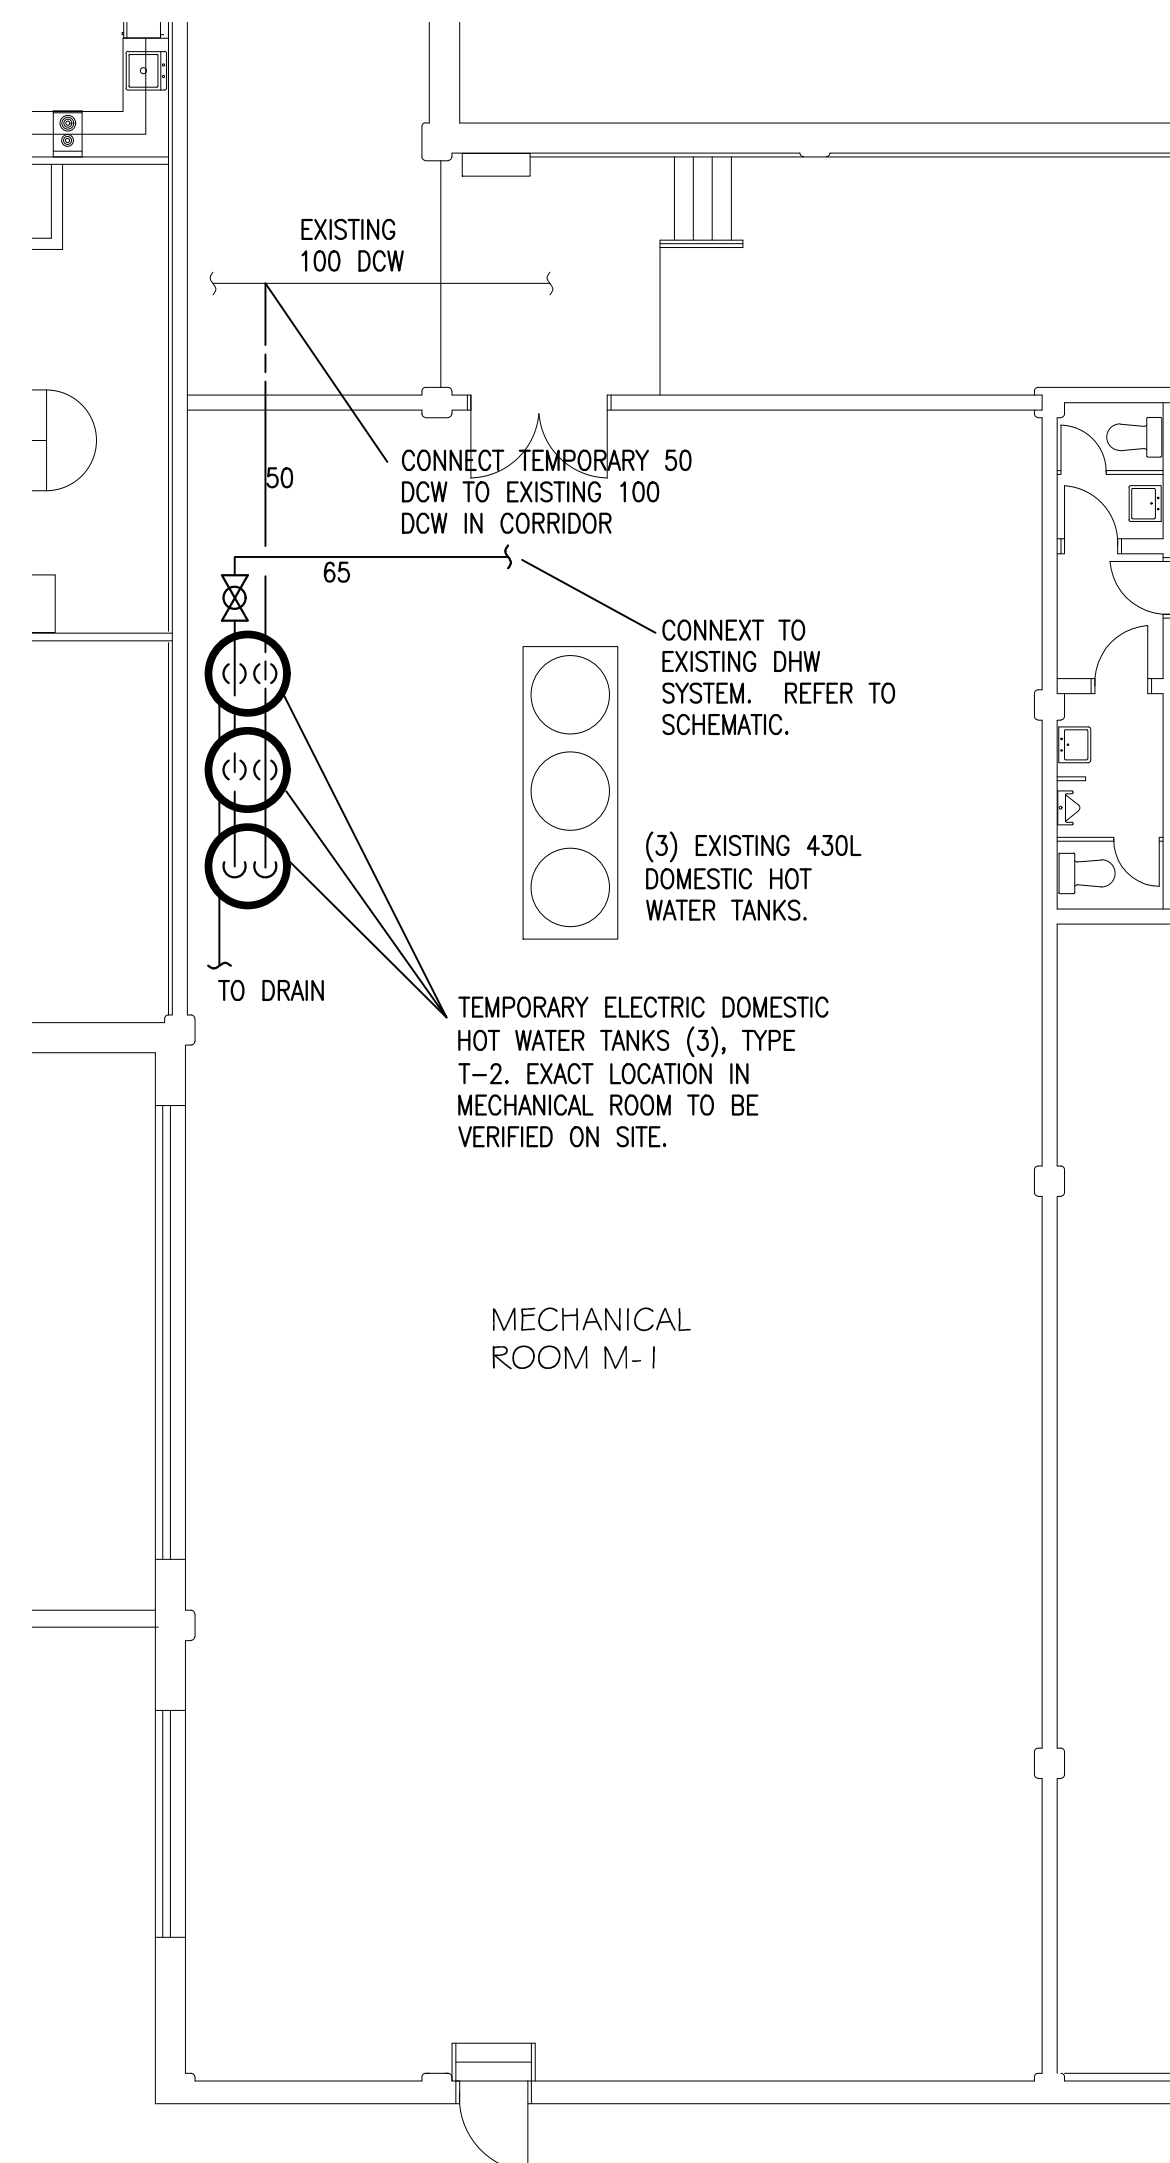 EXISTING
100 DCW
CONNECT TEMPORARY 50
DCW TO EXISTING 100
DCW IN CORRIDOR
50
65
CONNEXT TO
EXISTING DHW
SYSTEM. REFER TO
SCHEMATIC.
(3) EXISTING 430L
DOMESTIC HOT
WATER TANKS.
TO DRAIN
TEMPORARY ELECTRIC DOMESTIC
HOT WATER TANKS (3), TYPE
T-2. EXACT LOCATION IN
MECHANICAL ROOM TO BE
VERIFIED ON SITE.
MECHANICAL
ROOM M-1